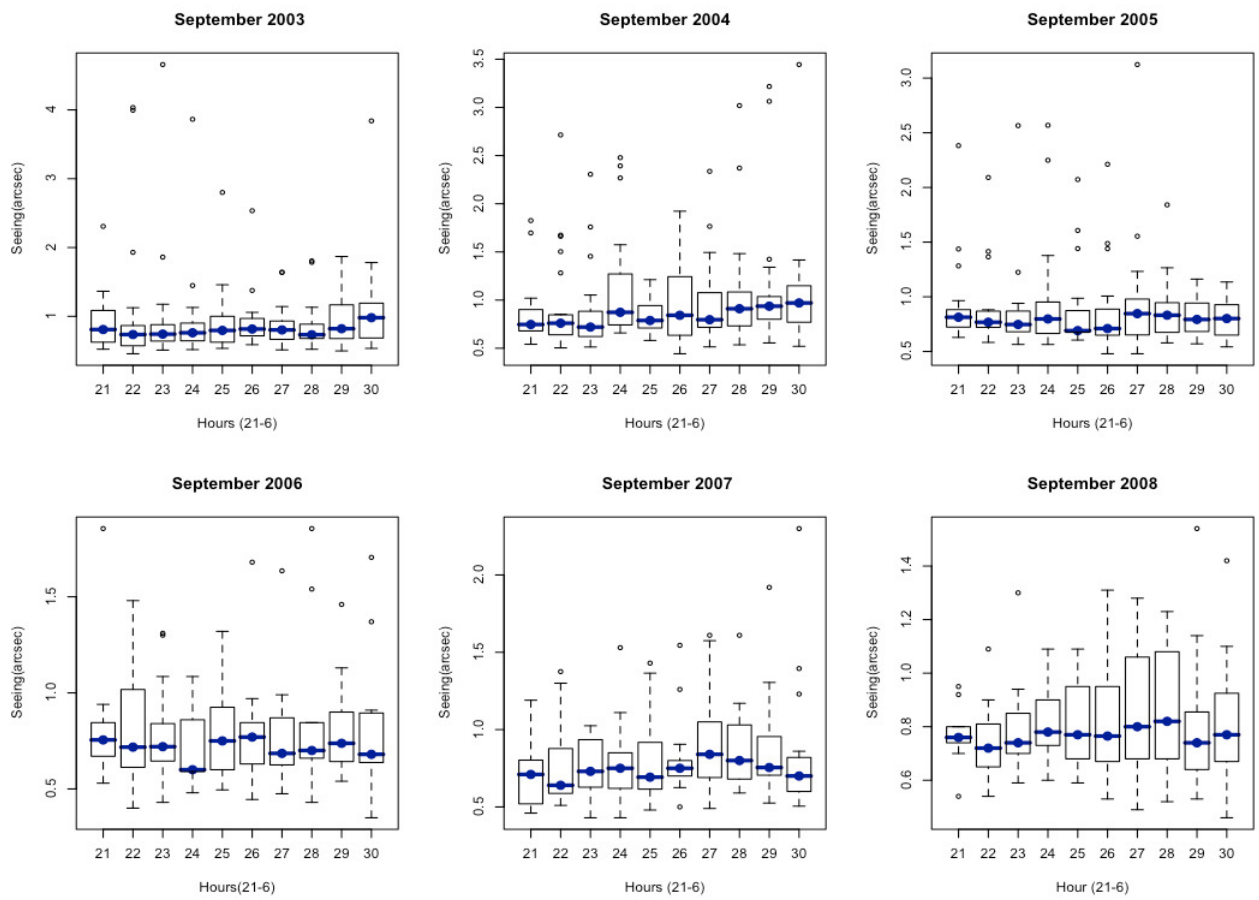 September 2003
Seeing(arcsec)
4
3
2
1
21 22 23 24 25 26 27 28 29 30
Hours (21-6)
September 2004
Seeing(arcsec)
3.5
3.0
2.5
2.0
1.5
1.0
0.5
21 22 23 24 25 26 27 28 29 30
Hours (21-6)
September 2005
Seeing(arcsec)
3.0
2.5
2.0
1.5
1.0
0.5
21 22 23 24 25 26 27 28 29 30
Hours (21-6)
September 2006
Seeing(arcsec)
1.5
1.0
0.5
21 22 23 24 25 26 27 28 29 30
Hours(21-6)
September 2007
Seeing(arcsec)
2.0
1.5
1.0
0.5
21 22 23 24 25 26 27 28 29 30
Hours (21-6)
September 2008
Seeing(arcsec)
1.4
1.2
1.0
0.8
0.6
21 22 23 24 25 26 27 28 29 30
Hour (21-6)